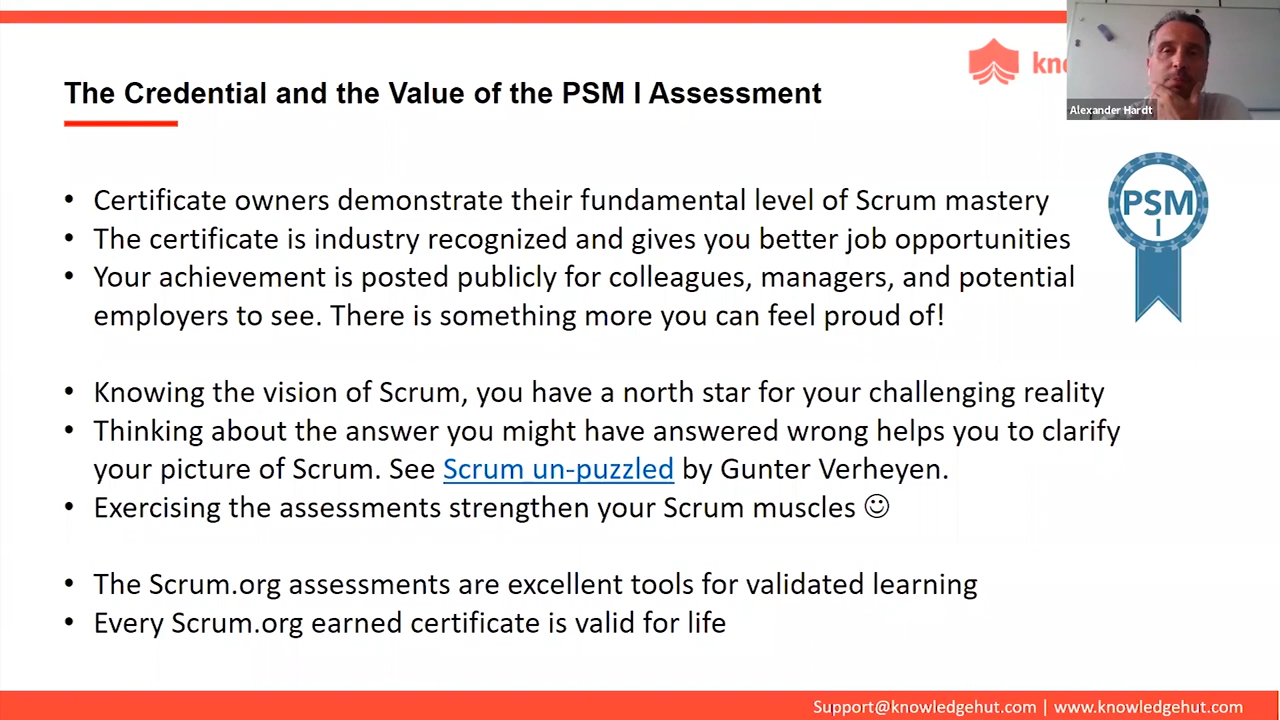 The Credential and the Value of the PSM I Assessment
Alexander Hardt
PSM
I
• Certificate owners demonstrate their fundamental level of Scrum mastery
• The certificate is industry recognized and gives you better job opportunities
• Your achievement is posted publicly for colleagues, managers, and potential
employers to see. There is something more you can feel proud of!
• Knowing the vision of Scrum, you have a north star for your challenging reality
• Thinking about the answer you might have answered wrong helps you to clarify
your picture of Scrum. See Scrum un-puzzled by Gunter Verheyen.
• Exercising the assessments strengthen your Scrum muscles ☺
• The Scrum.org assessments are excellent tools for validated learning
• Every Scrum.org earned certificate is valid for life
Support@knowledgehut.com | www.knowledgehut.com